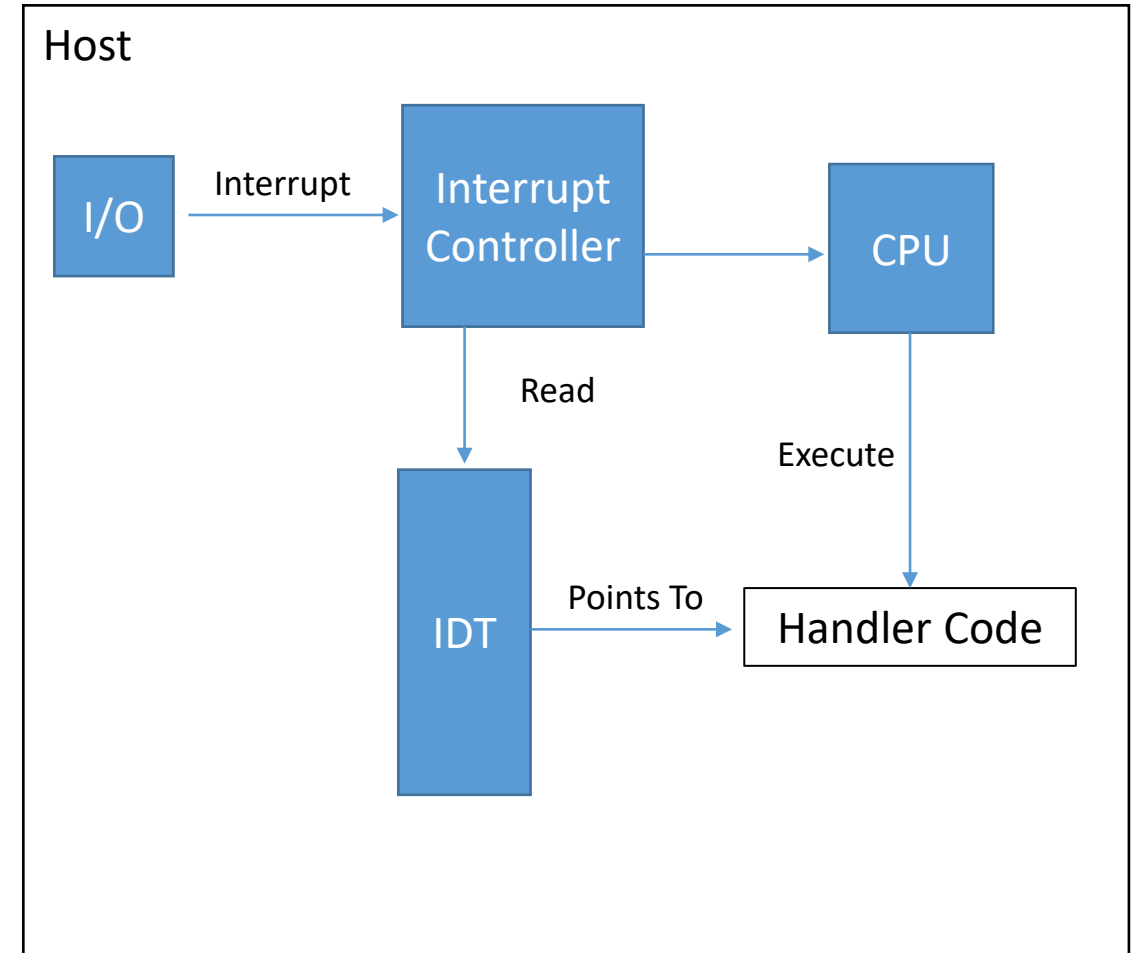 Host
I/O
Interrupt
Interrupt
Controller
CPU
Read
Execute
IDT
Points To
Handler Code